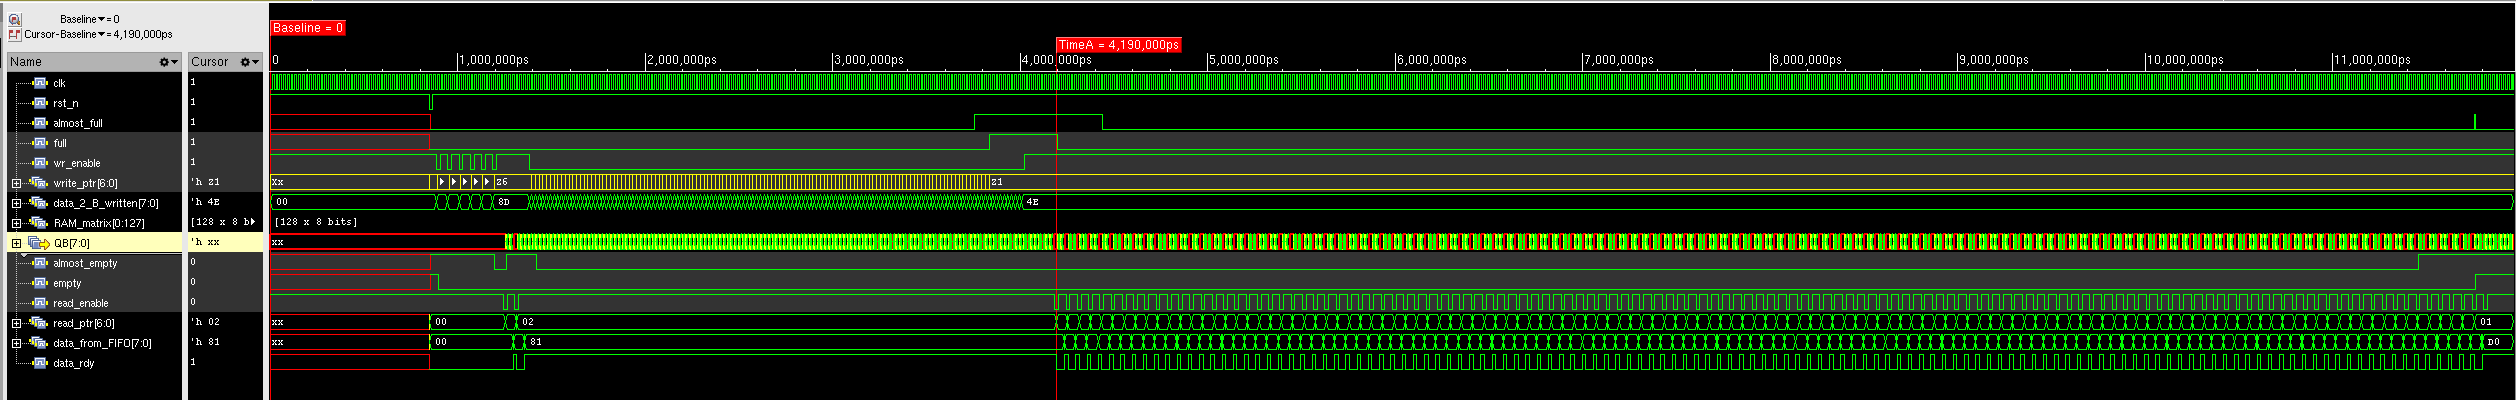 Baseline▼= 0
Cursor-Baseline▼= 4,190,000ps
Baseline = 0
TimeA = 4,190,000ps
Name
Cursor
0
1,000,000ps
2,000,000ps
3,000,000ps
4,000,000ps
5,000,000ps
6,000,000ps
7,000,000ps
8,000,000ps
9,000,000ps
10,000,000ps
11,000,000ps
clk 1
rst_n 1
almost_full 1
full 1
wr_enable 1
write_ptr[6:0] 'h 21 Xx 26 21
data_2_B_written[7:0] 'h 4E 00 8D 4E
RAM_matrix[0:127] [128 x 8 b [128 x 8 bits]
QB[7:0] 'h xx xx
almost_empty 0
empty 0
read_enable 0
read_ptr[6:0] 'h 02 xx 00 02 01
data_from_FIFO[7:0] 'h 81 xx 00 81 D0
data_rdy 1